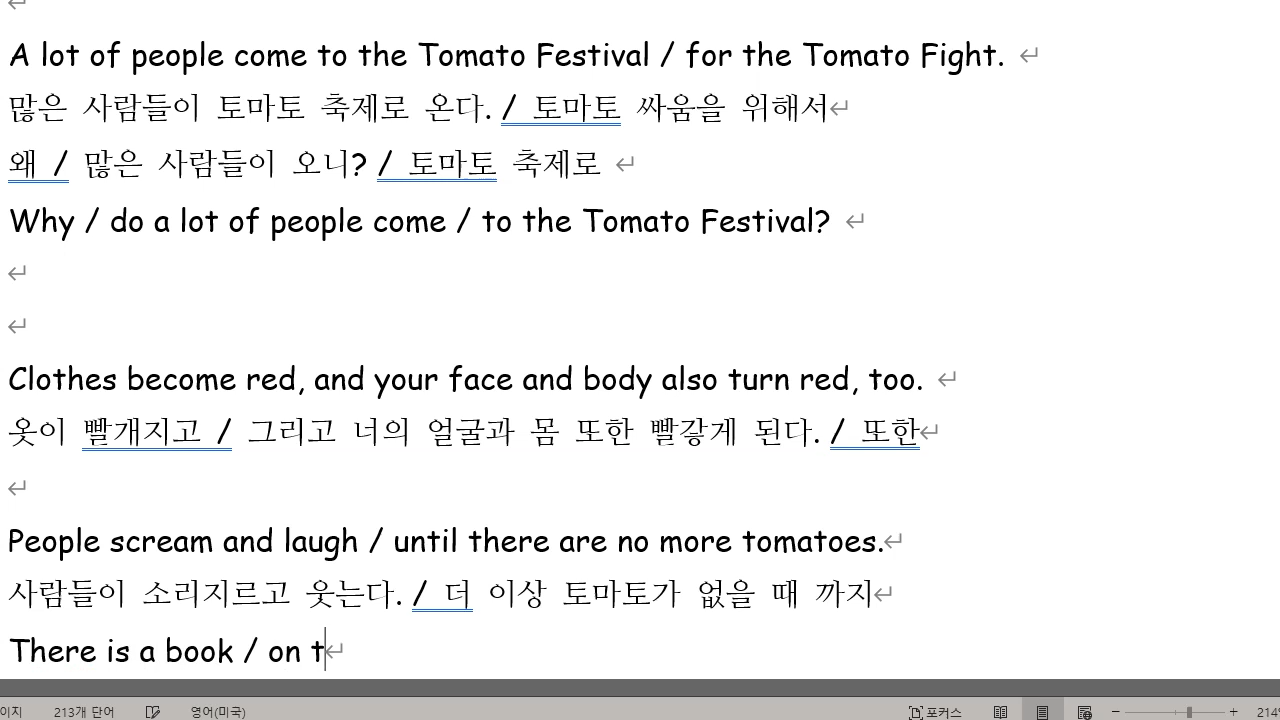 A lot of people come to the Tomato Festival / for the Tomato Fight.
많은 사람들이 토마토 축제로 온다. / 토마토 싸움을 위해서
왜 / 많은 사람들이 오니? / 토마토 축제로
Why / do a lot of people come / to the Tomato Festival?
Clothes become red, and your face and body also turn red, too.
옷이 빨개지고 / 그리고 너의 얼굴과 몸 또한 빨갛게 된다. / 또한
People scream and laugh / until there are no more tomatoes.
사람들이 소리지르고 웃는다. / 더 이상 토마토가 없을 때 까지
There is a book / on t
213개 단어 영어(미국) 포커스